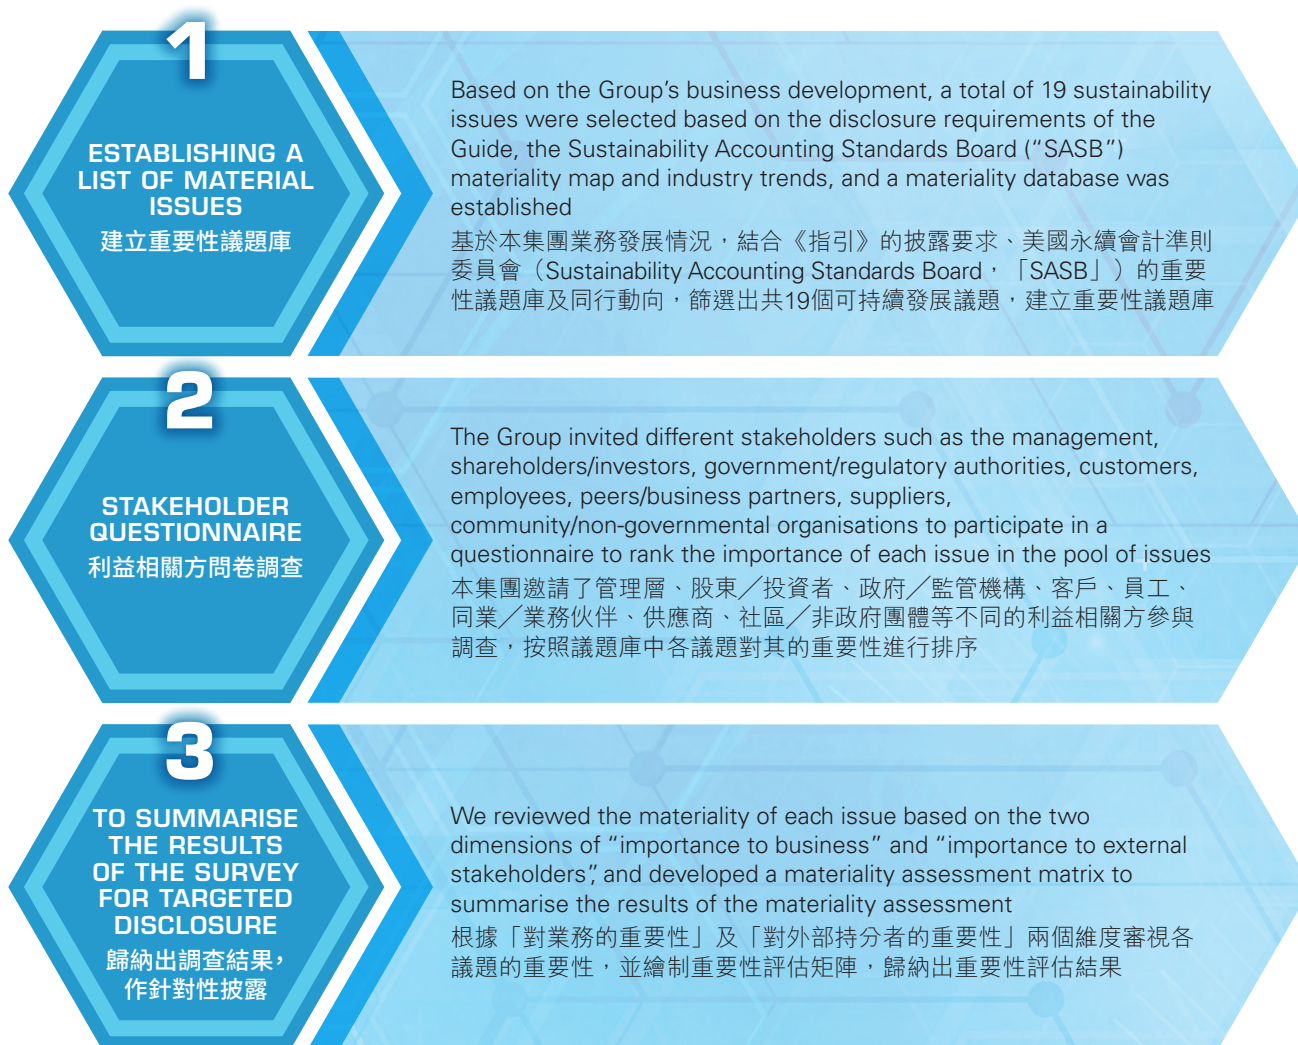 1
ESTABLISHING A
LIST OF MATERIAL
ISSUES
建立重要性議題庫
Based on the Group’s business development, a total of 19 sustainability
issues were selected based on the disclosure requirements of the
Guide, the Sustainability Accounting Standards Board (“SASB”)
materiality map and industry trends, and a materiality database was
established
基於本集團業務發展情況，結合《指引》的披露要求、美國永續會計準則
委員會（Sustainability Accounting Standards Board，「SASB」）的重要
性議題庫及同行動向，篩選出共19個可持續發展議題，建立重要性議題庫
2
STAKEHOLDER
QUESTIONNAIRE
利益相關方問卷調查
The Group invited different stakeholders such as the management,
shareholders/investors, government/regulatory authorities, customers,
employees, peers/business partners, suppliers,
community/non-governmental organisations to participate in a
questionnaire to rank the importance of each issue in the pool of issues
本集團邀請了管理層、股東／投資者、政府／監管機構、客戶、員工、
同業／業務伙伴、供應商、社區／非政府團體等不同的利益相關方參與
調查，按照議題庫中各議題對其的重要性進行排序
3
TO SUMMARISE
THE RESULTS
OF THE SURVEY
FOR TARGETED
DISCLOSURE
歸納出調查結果，
作針對性披露
We reviewed the materiality of each issue based on the two
dimensions of “importance to business” and “importance to external
stakeholders”, and developed a materiality assessment matrix to
summarise the results of the materiality assessment
根據「對業務的重要性」及「對外部持分者的重要性」兩個維度審視各
議題的重要性，並繪制重要性評估矩陣，歸納出重要性評估結果